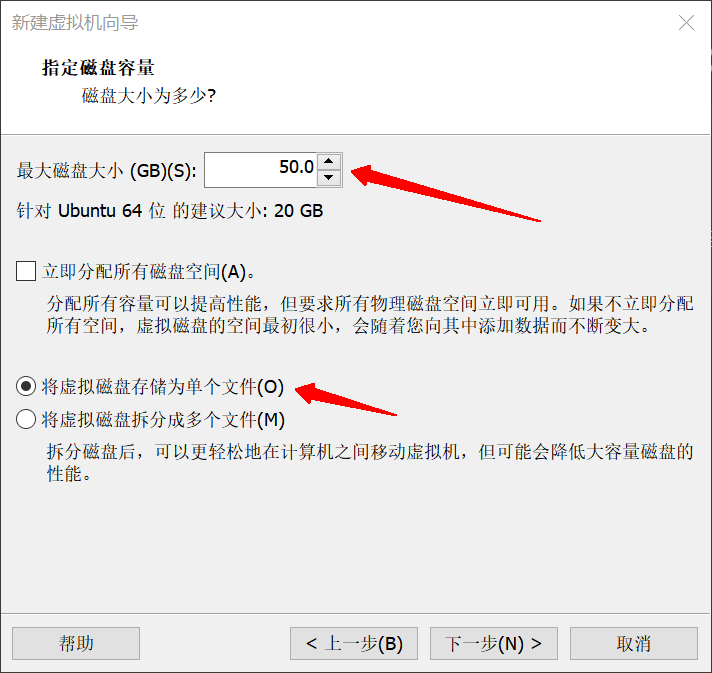 新建虚拟机向导
指定磁盘容量
磁盘大小为多少?
最大磁盘大小 (GB)(S): 50.0
针对 Ubuntu 64 位 的建议大小: 20 GB
立即分配所有磁盘空间(A)。
分配所有容量可以提高性能，但要求所有物理磁盘空间立即可用。如果不立即分配
所有空间，虚拟磁盘的空间最初很小，会随着您向其中添加数据而不断变大。
将虚拟磁盘存储为单个文件(O)
将虚拟磁盘拆分成多个文件(M)
拆分磁盘后，可以更轻松地在计算机之间移动虚拟机，但可能会降低大容量磁盘的
性能。
帮助 < 上一步(B) 下一步(N) > 取消